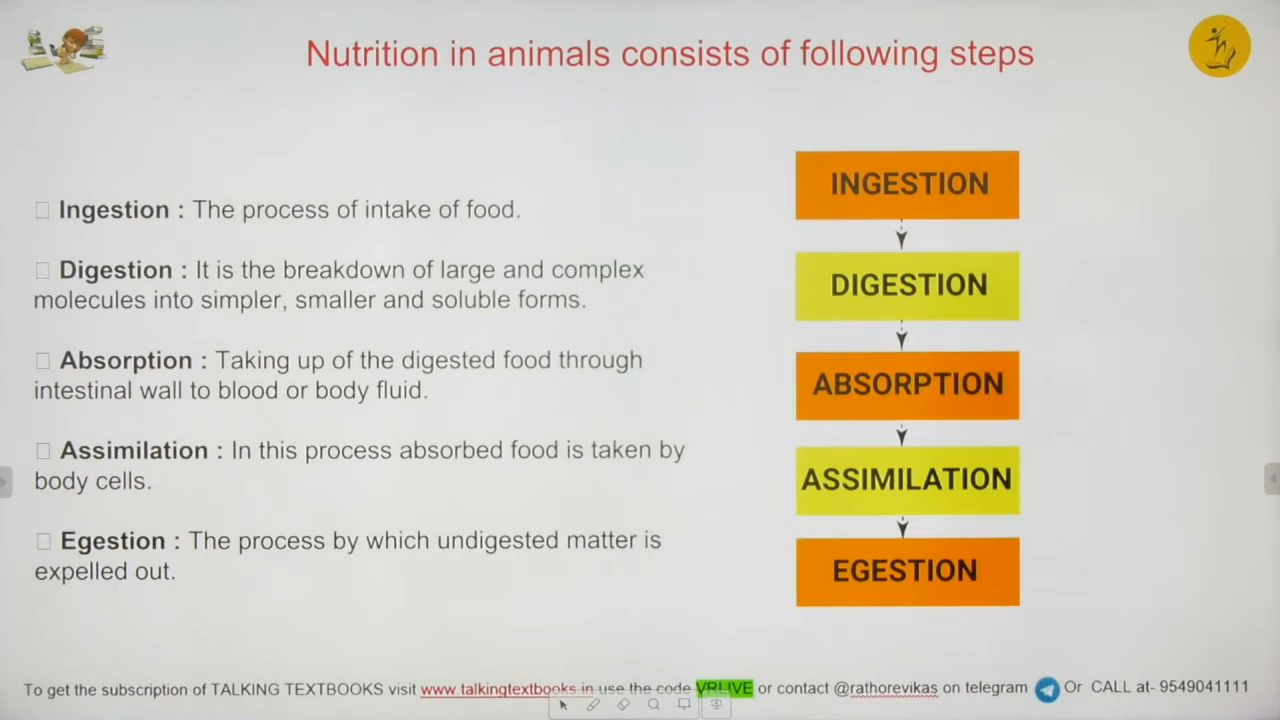 Nutrition in animals consists of following steps
Ingestion : The process of intake of food.
Digestion : It is the breakdown of large and complex
molecules into simpler, smaller and soluble forms.
Absorption : Taking up of the digested food through
intestinal wall to blood or body fluid.
Assimilation : In this process absorbed food is taken by
body cells.
Egestion : The process by which undigested matter is
expelled out.
INGESTION
DIGESTION
ABSORPTION
ASSIMILATION
EGESTION
To get the subscription of TALKING TEXTBOOKS visit www.talkingtextbooks.in use the code VRLIVE or contact @rathorevikas on telegram Or CALL at- 9549041111